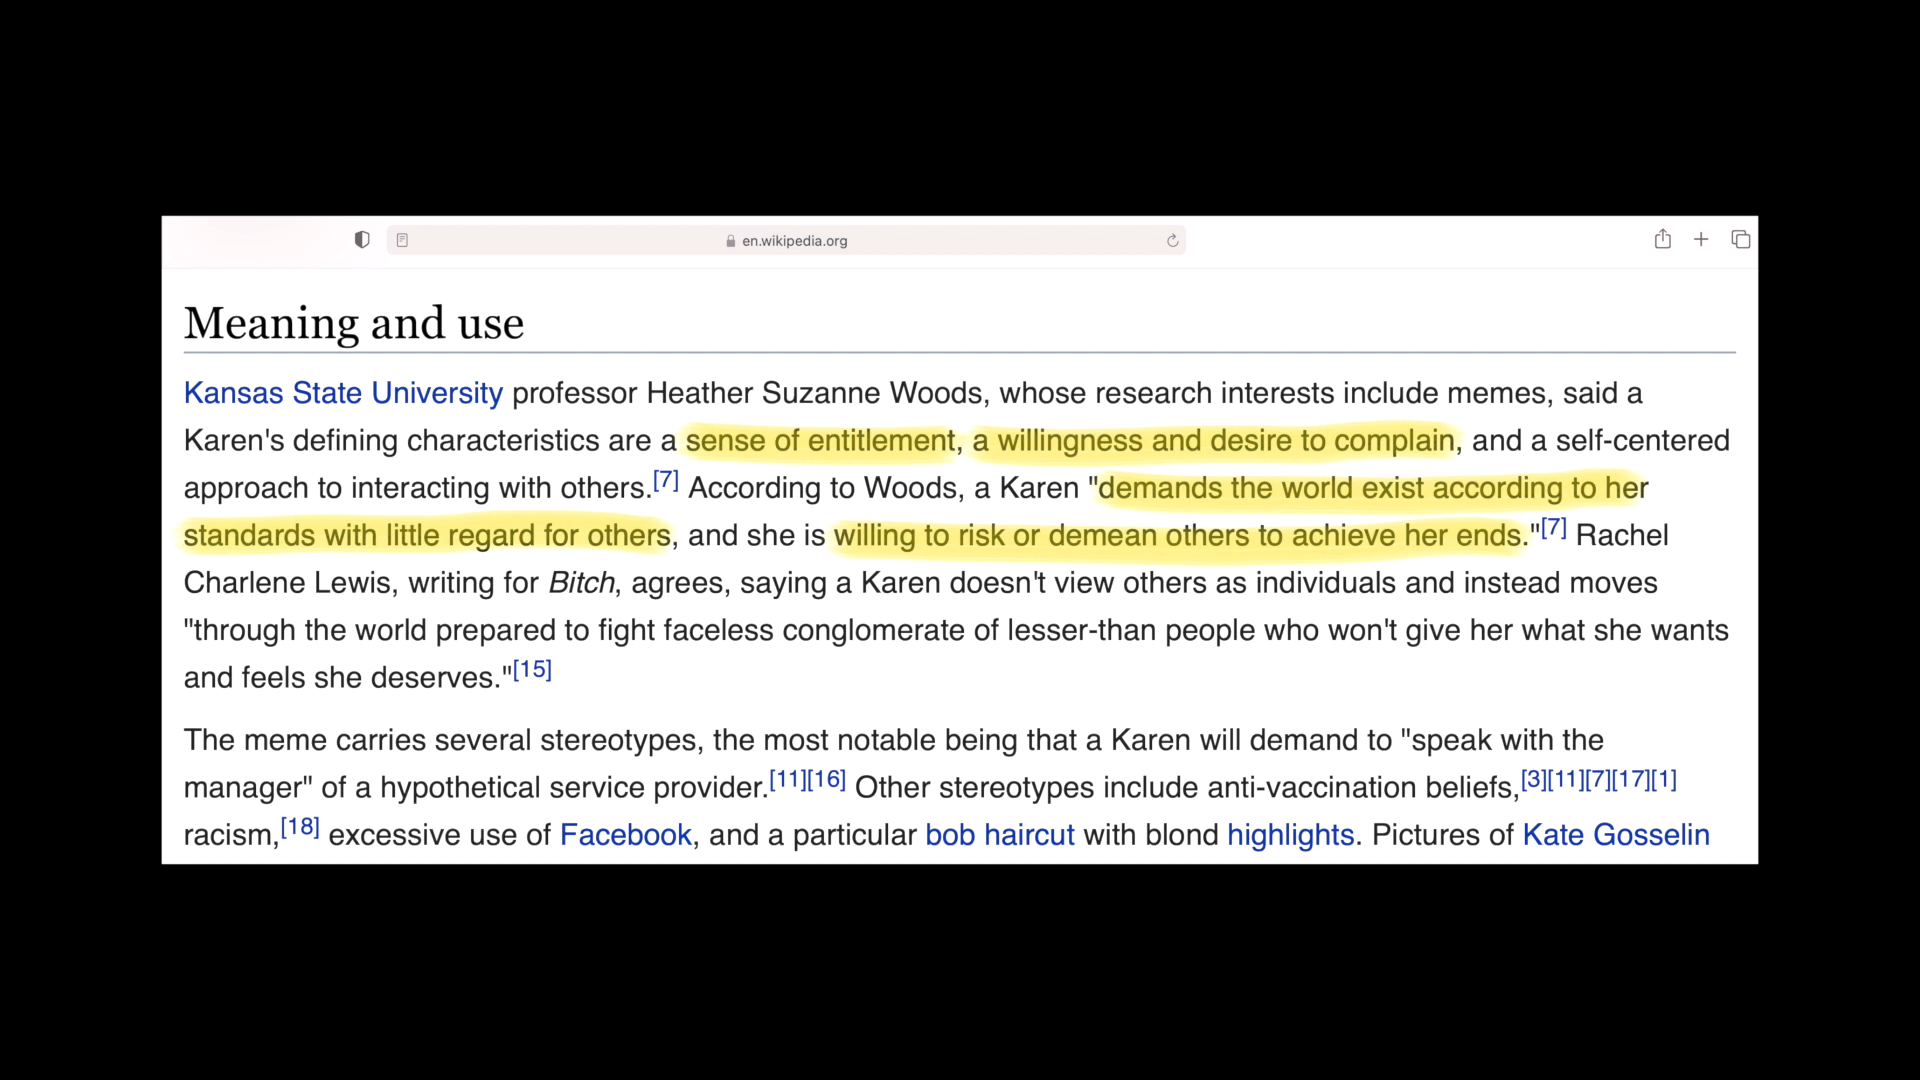 en.wikipedia.org
Meaning and use
Kansas State University professor Heather Suzanne Woods, whose research interests include memes, said a
Karen's defining characteristics are a sense of entitlement, a willingness and desire to complain, and a self-centered
approach to interacting with others.[7] According to Woods, a Karen "demands the world exist according to her
standards with little regard for others, and she is willing to risk or demean others to achieve her ends."[7] Rachel
Charlene Lewis, writing for Bitch, agrees, saying a Karen doesn't view others as individuals and instead moves
"through the world prepared to fight faceless conglomerate of lesser-than people who won't give her what she wants
and feels she deserves."[15]
The meme carries several stereotypes, the most notable being that a Karen will demand to "speak with the
manager" of a hypothetical service provider.[11][16] Other stereotypes include anti-vaccination beliefs,[3][11][7][17][1]
racism,[18] excessive use of Facebook, and a particular bob haircut with blond highlights. Pictures of Kate Gosselin